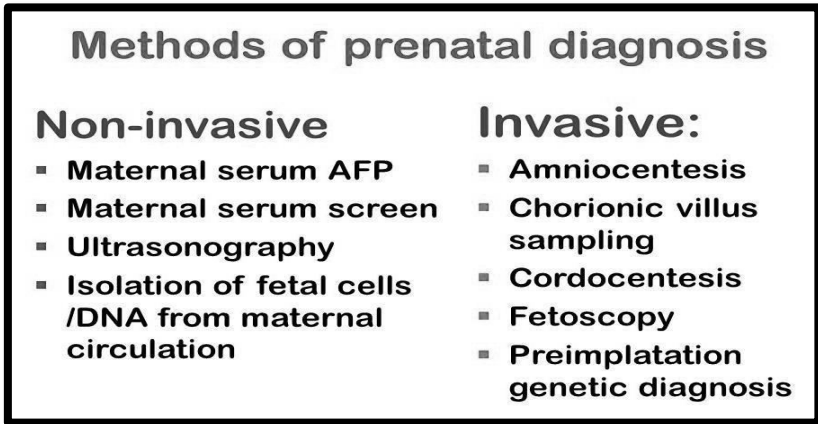 Methods of prenatal diagnosis
Non-invasive
▪ Maternal serum AFP
▪ Maternal serum screen
▪ Ultrasonography
▪ Isolation of fetal cells
/DNA from maternal
circulation
Invasive:
▪ Amniocentesis
▪ Chorionic villus
sampling
▪ Cordocentesis
▪ Fetoscopy
▪ Preimplatation
genetic diagnosis